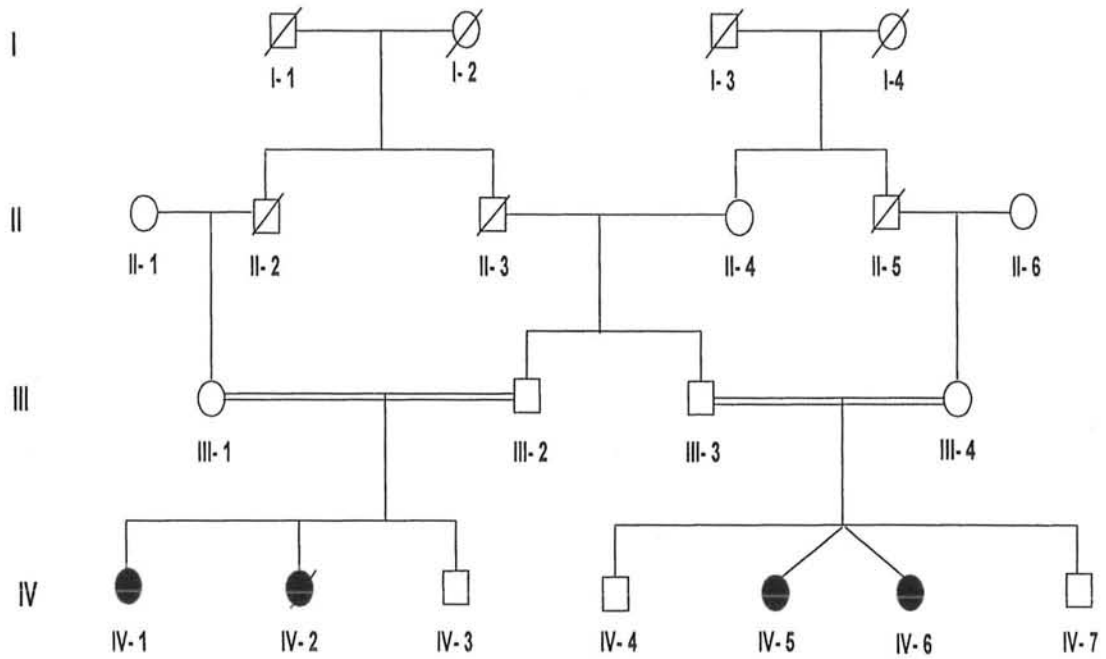 I
I- 1
I- 2
I- 3
I-4
II
II- 1
II- 2
II- 3
II- 4
II- 5
II- 6
III
III- 1
III- 2
III- 3
III- 4
IV
IV- 1
IV- 2
IV- 3
IV- 4
IV- 5
IV- 6
IV- 7